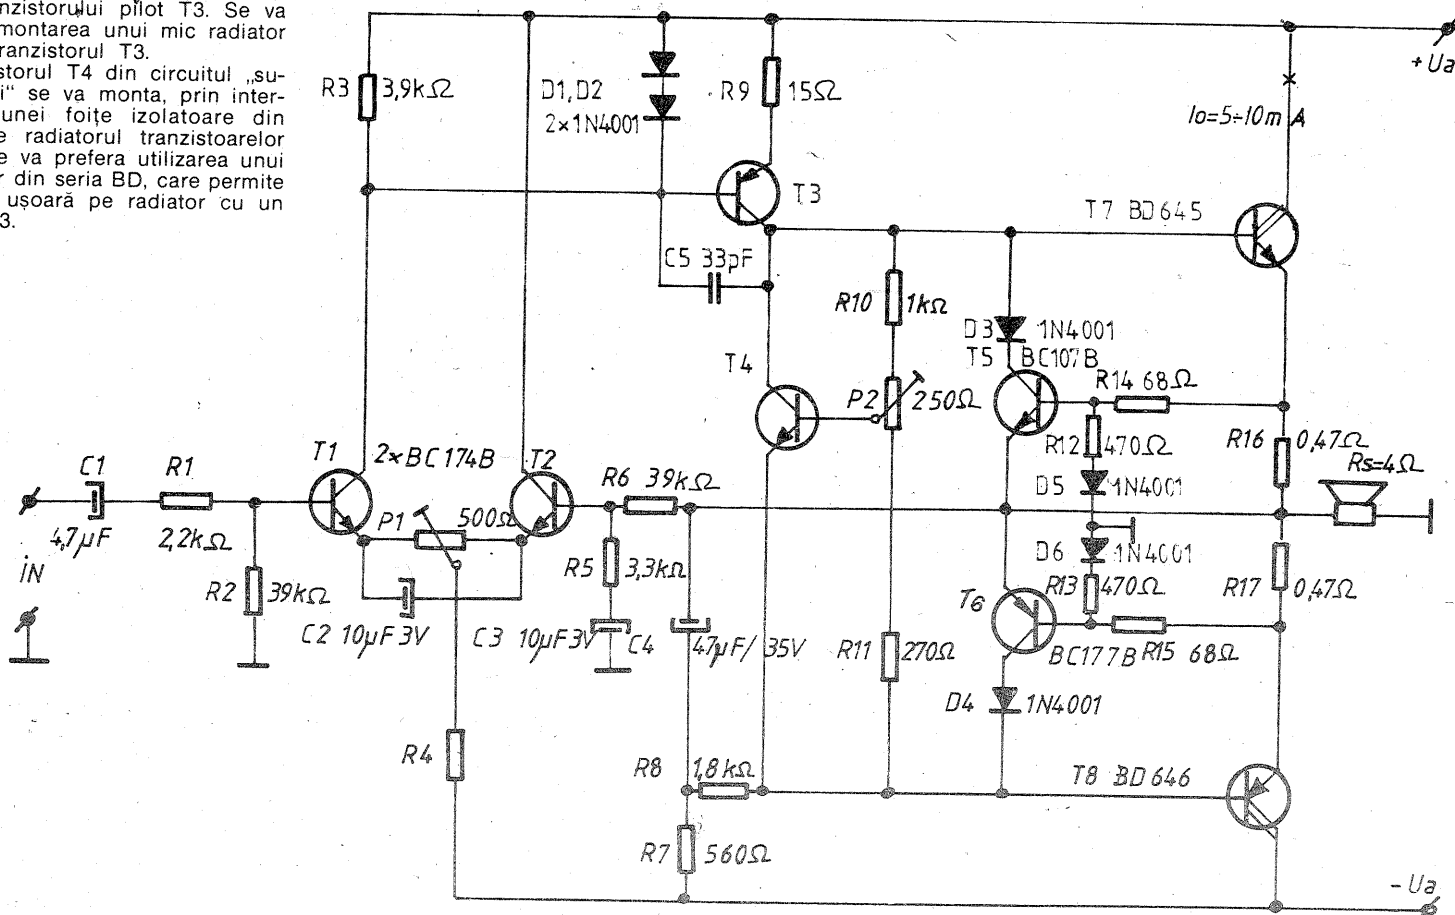 nzistorului pilot T3. Se va
montarea unui mic radiator
ranzistorul T3.
storul T4 din circuitul „su-
i“ se va monta, prin inter-
unei foițe izolatoare din
e radiatorul tranzistoarelor
e va prefera utilizarea unui
r din seria BD, care permite
ușoară pe radiator cu un
3.
+Ua
R3 3,9kΩ
D1,D2
2×1N4001
R9 15Ω
Io=5÷10mA
T3
T7 BD645
C5 33pF
R10 1kΩ
D3 1N4001
T5 BC107B
T4
R14 68Ω
P2 250Ω
R12 470Ω
R16 0,47Ω
Rs=4Ω
T1 2×BC174B T2
C1 R1
R6 39kΩ
D5 1N4001
P1 500Ω
4,7µF 2,2kΩ
iN
R5 3,3kΩ
D6 1N4001
R2 39kΩ
R13 470Ω
R17 0,47Ω
T6
C2 10µF3V
C3 10µF3V
C4 47µF/35V
R11 270Ω
BC177B
R15 68Ω
D4 1N4001
R4
R8 1,8kΩ
T8 BD646
R7 560Ω
-Ua